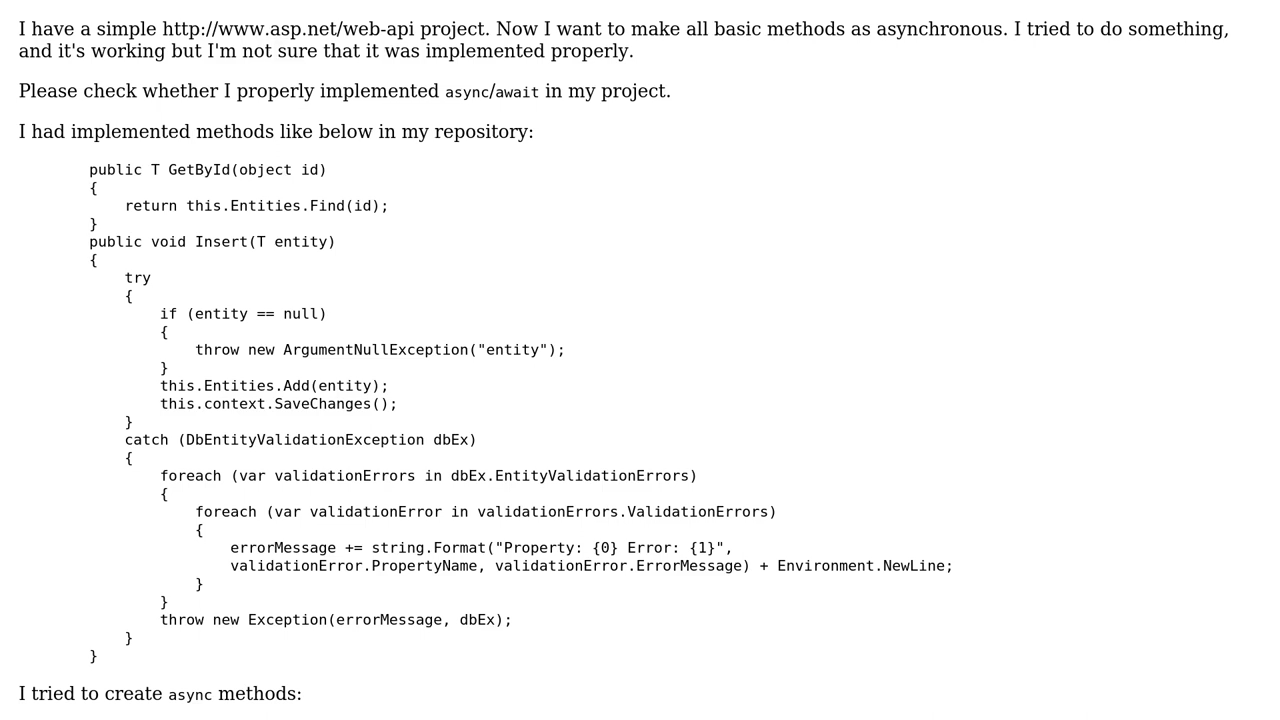 I have a simple http://www.asp.net/web-api project. Now I want to make all basic methods as asynchronous. I tried to do something,
and it's working but I'm not sure that it was implemented properly.
Please check whether I properly implemented async/await in my project.
I had implemented methods like below in my repository:
public T GetById(object id)
{
return this.Entities.Find(id);
}
public void Insert(T entity)
{
try
{
if (entity == null)
{
throw new ArgumentNullException("entity");
}
this.Entities.Add(entity);
this.context.SaveChanges();
}
catch (DbEntityValidationException dbEx)
{
foreach (var validationErrors in dbEx.EntityValidationErrors)
{
foreach (var validationError in validationErrors.ValidationErrors)
{
errorMessage += string.Format("Property: {0} Error: {1}",
validationError.PropertyName, validationError.ErrorMessage) + Environment.NewLine;
}
}
throw new Exception(errorMessage, dbEx);
}
}
I tried to create async methods: